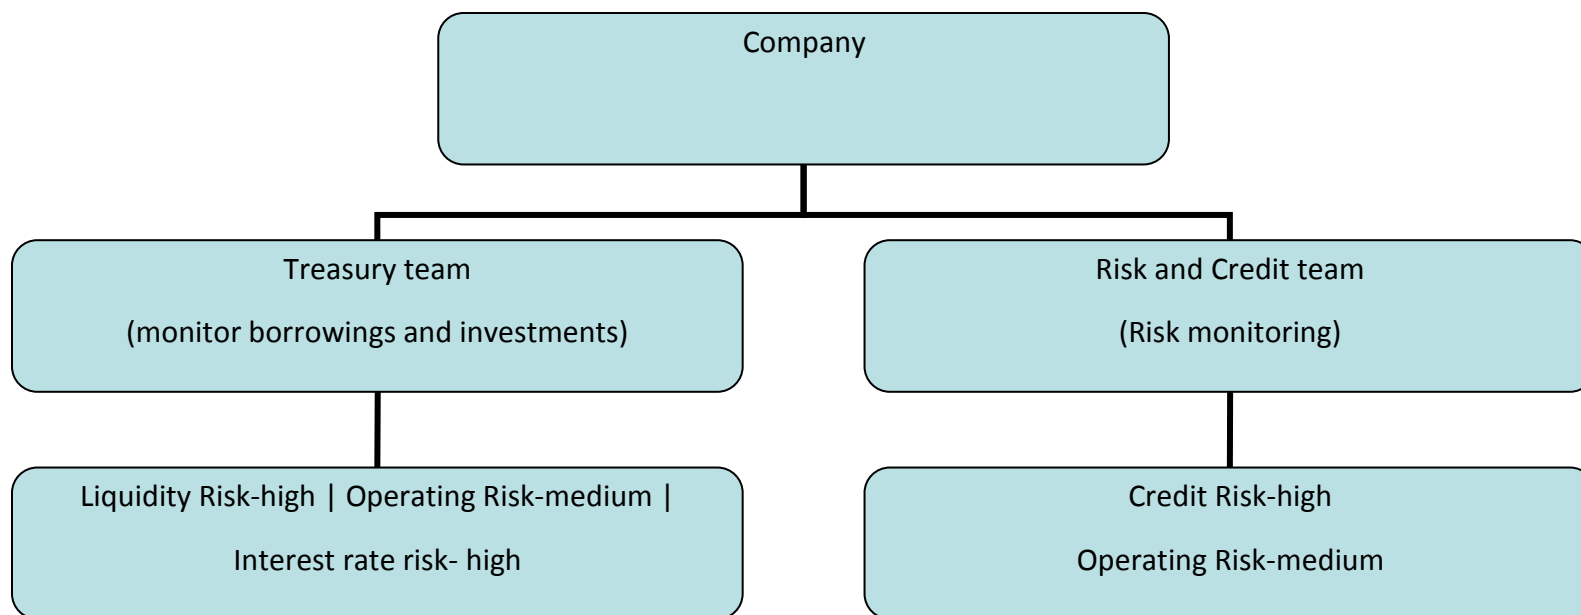 Company
Treasury team
(monitor borrowings and investments)
Risk and Credit team
(Risk monitoring)
Liquidity Risk-high | Operating Risk-medium |
Interest rate risk- high
Credit Risk-high
Operating Risk-medium